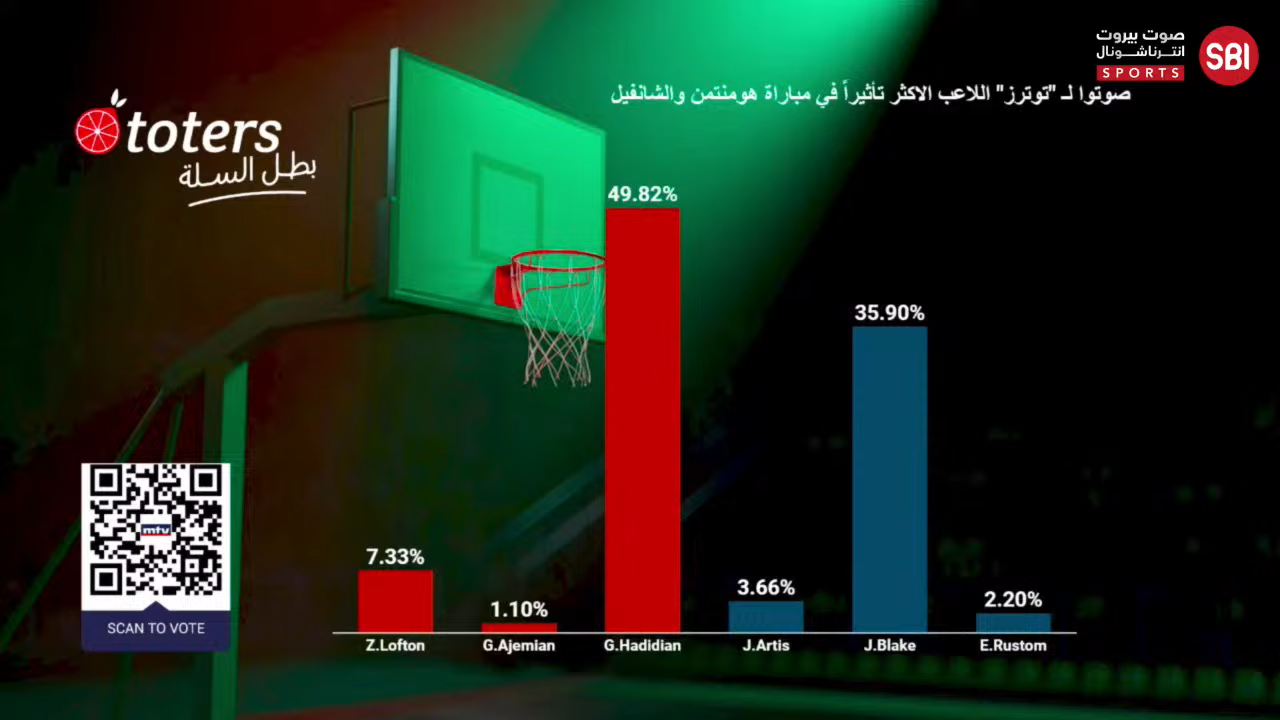 صوت بيروت
انترناشونال
SPORTS
SBI
صوتوا لـ "توترز" اللاعب الاكثر تأثيراً في مباراة هومنتمن والشانفيل
toters
بطل السلة
49.82%
35.90%
7.33%
1.10%
3.66%
2.20%
Z.Lofton
G.Ajemian
G.Hadidian
J.Artis
J.Blake
E.Rustom
mtv
SCAN TO VOTE